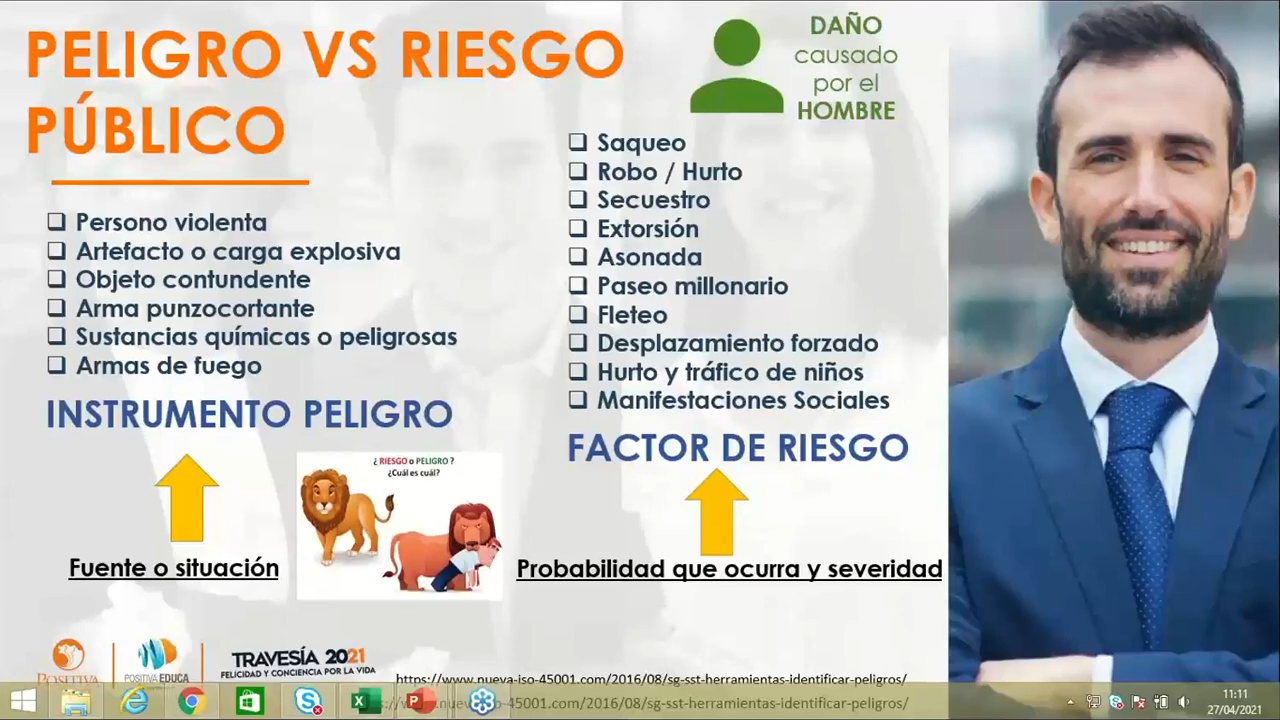 PELIGRO VS RIESGO
PÚBLICO
DAÑO
causado
por el
HOMBRE
Persono violenta
Artefacto o carga explosiva
Objeto contundente
Arma punzocortante
Sustancias químicas o peligrosas
Armas de fuego
INSTRUMENTO PELIGRO
Saqueo
Robo / Hurto
Secuestro
Extorsión
Asonada
Paseo millonario
Fleteo
Desplazamiento forzado
Hurto y tráfico de niños
Manifestaciones Sociales
FACTOR DE RIESGO
¿ RIESGO o PELIGRO ?
¿Cuál es cuál?
Fuente o situación
Probabilidad que ocurra y severidad
POSITIVA
POSITIVA EDUCA
TRAVESÍA 2021
FELICIDAD Y CONCIENCIA POR LA VIDA
https://www.nueva-iso-45001.com/2016/08/sg-sst-herramientas-identificar-peligros/
11:11
27/04/2021